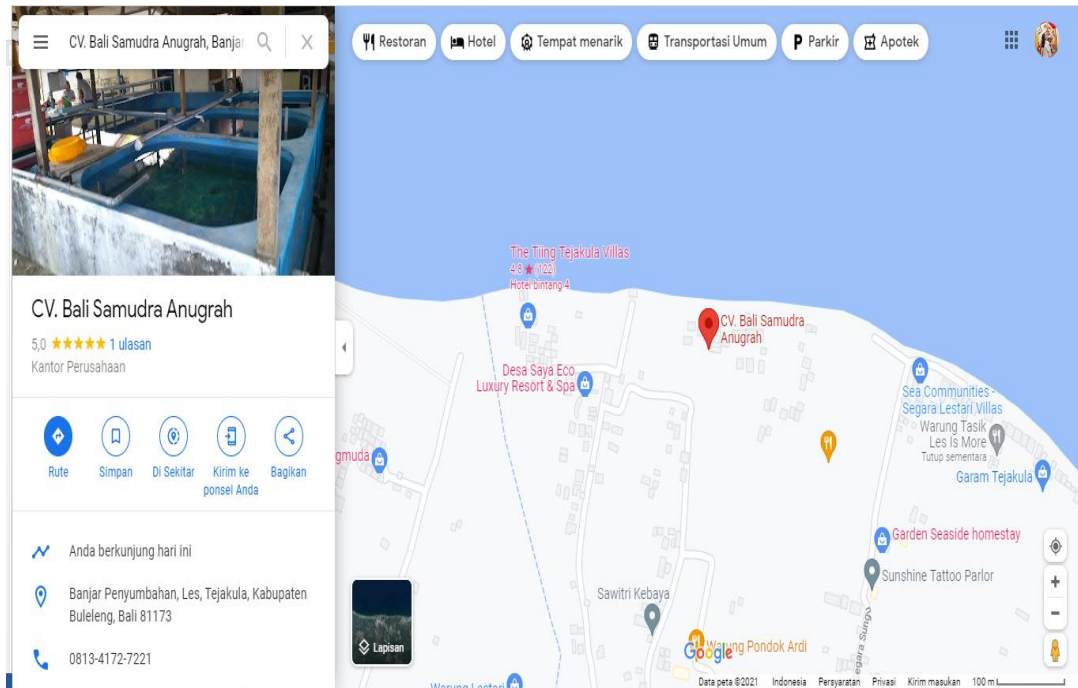 CV. Bali Samudra Anugrah, Banjar
Restoran
Hotel
Tempat menarik
Transportasi Umum
P Parkir
Apotek
CV. Bali Samudra Anugrah
5,0 ★★★★★ 1 ulasan
Kantor Perusahaan
Rute
Simpan
Di Sekitar
Kirim ke
ponsel Anda
Bagikan
Anda berkunjung hari ini
Banjar Penyumbahan, Les, Tejakula, Kabupaten
Buleleng, Bali 81173
0813-4172-7221
The Tiing Tejakula Villas
4.8 ★ (122)
Hotel bintang 4
CV. Bali Samudra
Anugrah
Desa Saya Eco
Luxury Resort & Spa
Sea Communities -
Segara Lestari Villas
Warung Tasik
Les Is More
Tutup sementara
Garam Tejakula
gmuda
Garden Seaside homestay
Sunshine Tattoo Parlor
Sawitri Kebaya
Warung Pondok Ardi
Google
Lapisan
Warung Lestari
Data peta ©2021 Indonesia Persyaratan Privasi Kirim masukan 100 m